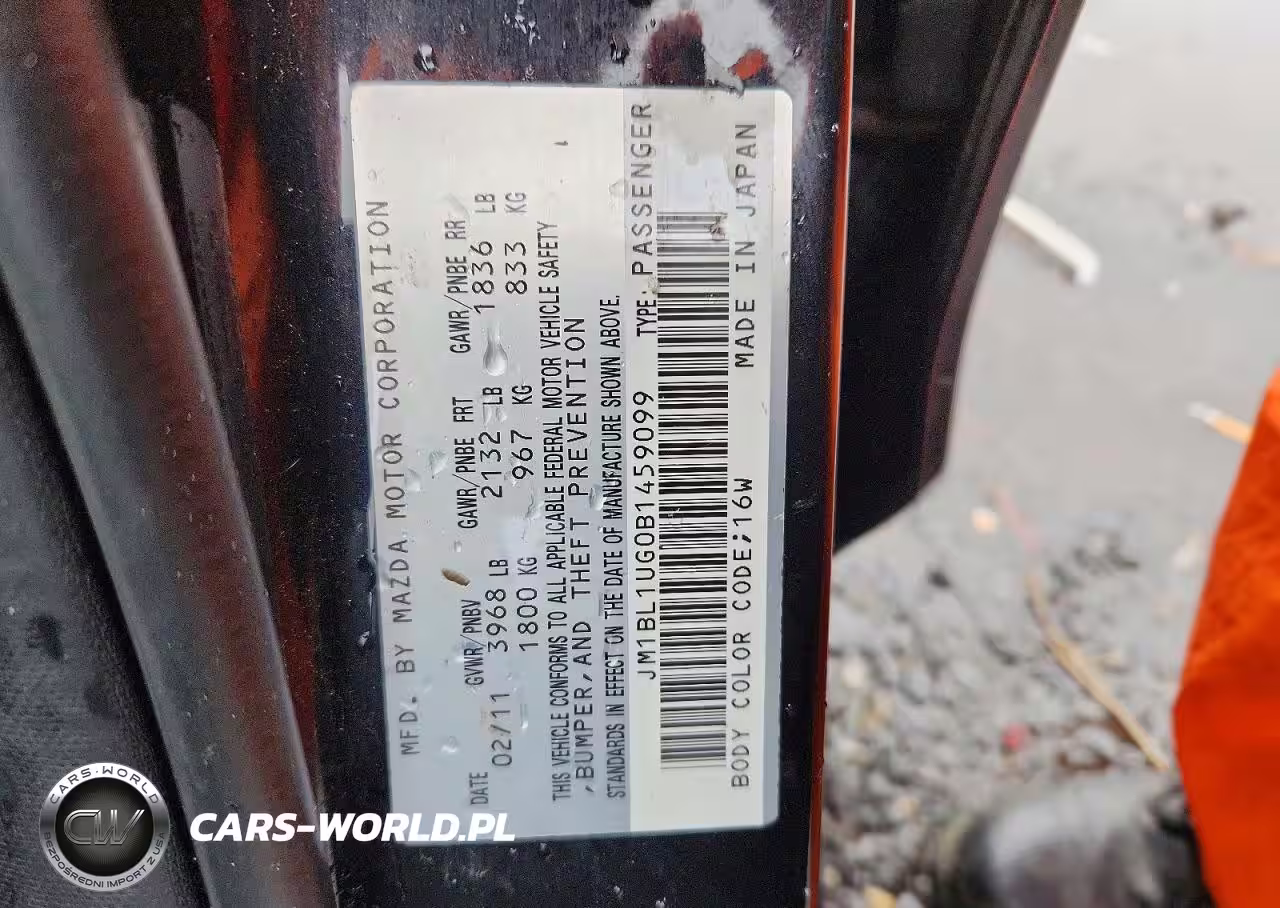 MFD. BY MAZDA MOTOR CORPORATION
DATE GVWR/PNBV GAWR/PNBE FRT GAWR/PNBE RR
02/11 3968 LB 2132 LB 1836 LB
1800 KG 967 KG 833 KG
THIS VEHICLE CONFORMS TO ALL APPLICABLE FEDERAL MOTOR VEHICLE SAFETY
,BUMPER,AND THEFT PREVENTION
STANDARDS IN EFFECT ON THE DATE OF MANUFACTURE SHOWN ABOVE.
JM1BL1UG0B1459099 TYPE: PASSENGER
BODY COLOR CODE;16W MADE IN JAPAN
CARS-WORLD
CW
BEZPOŚREDNI IMPORT Z USA
CARS-WORLD.PL